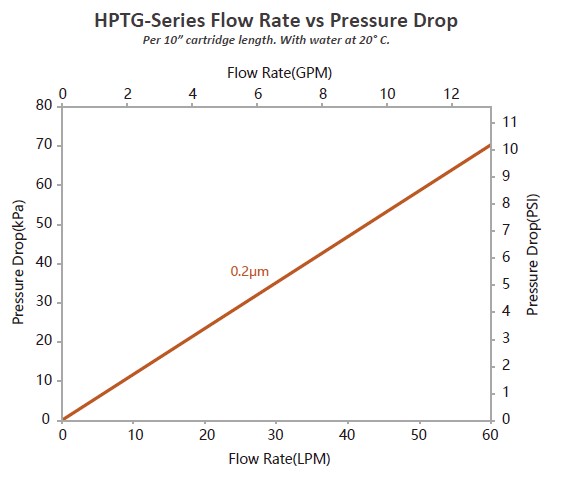 HPTG-Series Flow Rate vs Pressure Drop
Per 10” cartridge length. With water at 20° C.
Flow Rate(GPM)
0 2 4 6 8 10 12
80
70
60
50
40
30
20
10
0
Pressure Drop(kPa)
0.2μm
11
10
9
8
7
6
5
4
3
2
1
0
Pressure Drop(PSI)
0 10 20 30 40 50 60
Flow Rate(LPM)